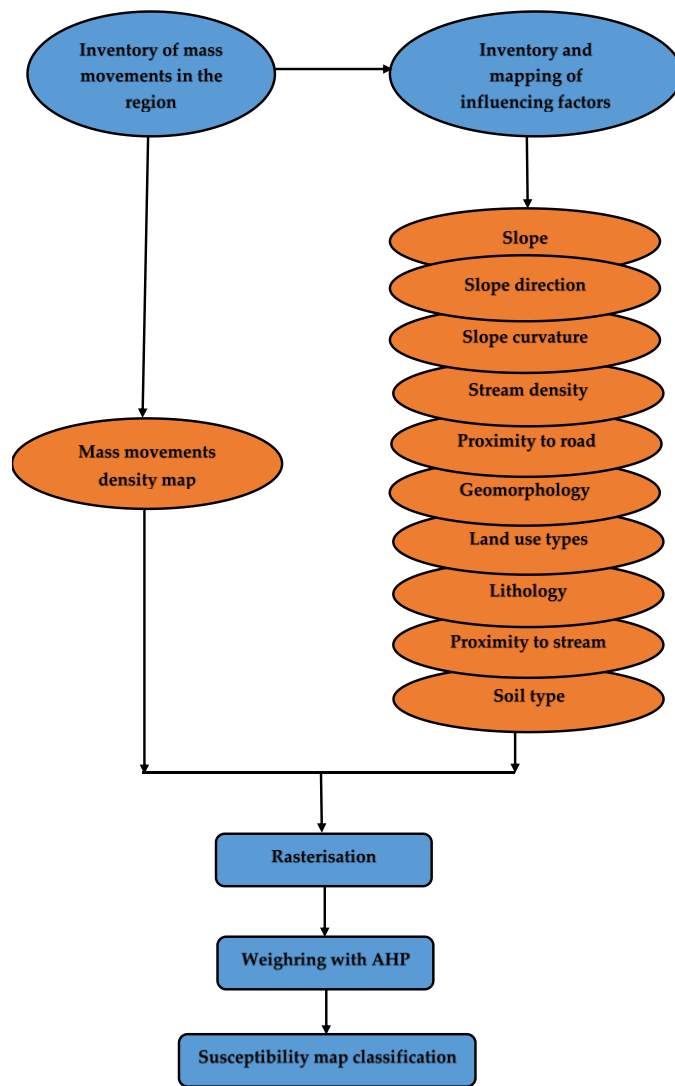 Inventory of mass
movements in the
region
Inventory and
mapping of
influencing factors
Slope
Slope direction
Slope curvature
Stream density
Proximity to road
Geomorphology
Land use types
Lithology
Proximity to stream
Soil type
Mass movements
density map
Rasterisation
Weighring with AHP
Susceptibility map classification